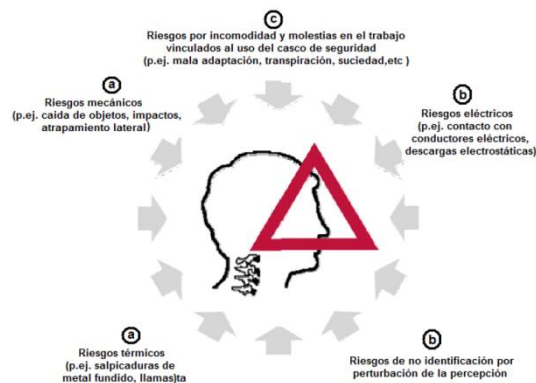 c
Riesgos por incomodidad y molestias en el trabajo
vinculados al uso del casco de seguridad
(p.ej. mala adaptación, transpiración, suciedad,etc )
a
Riesgos mecánicos
(p.ej. caida de objetos, impactos,
atrapamiento lateral)
b
Riesgos eléctricos
(p.ej. contacto con
conductores eléctricos,
descargas electrostáticas)
a
Riesgos térmicos
(p.ej. salpicaduras de
metal fundido, llamas)ta
b
Riesgos de no identificación por
perturbación de la percepción